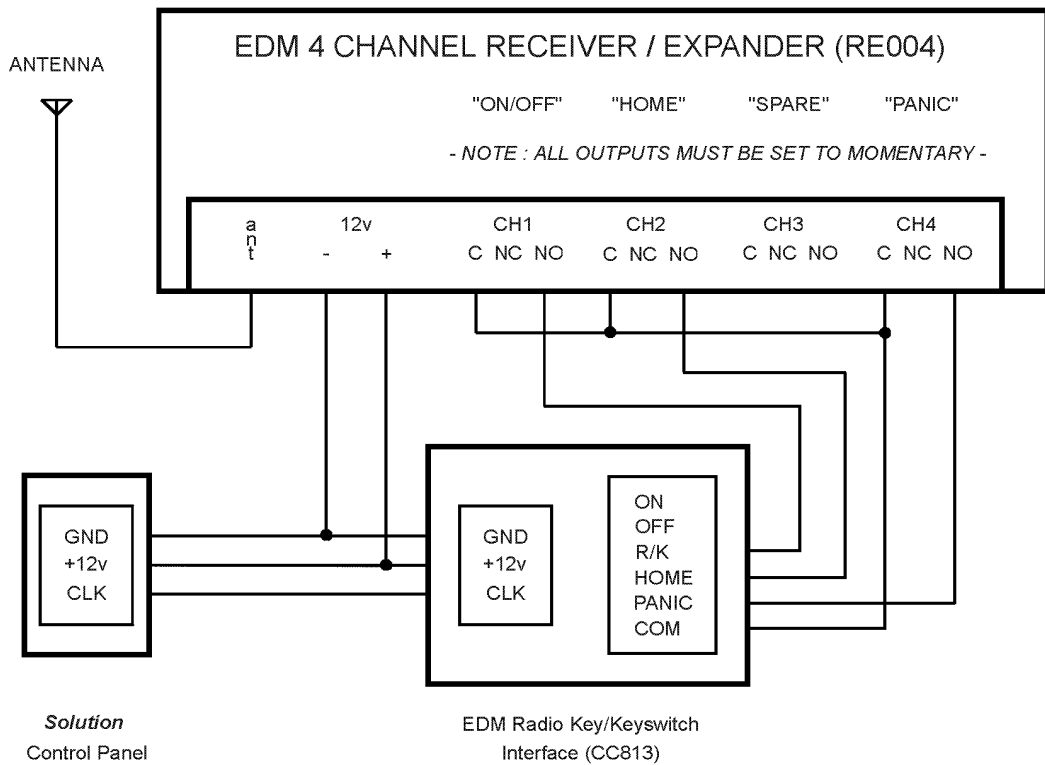 EDM 4 CHANNEL RECEIVER / EXPANDER (RE004)
ANTENNA
"ON/OFF" "HOME" "SPARE" "PANIC"
- NOTE : ALL OUTPUTS MUST BE SET TO MOMENTARY -
ant 12v CH1 CH2 CH3 CH4
- + C NC NO C NC NO C NC NO C NC NO
GND
+12v
CLK
GND
+12v
CLK
ON
OFF
R/K
HOME
PANIC
COM
Solution
Control Panel
EDM Radio Key/Keyswitch
Interface (CC813)